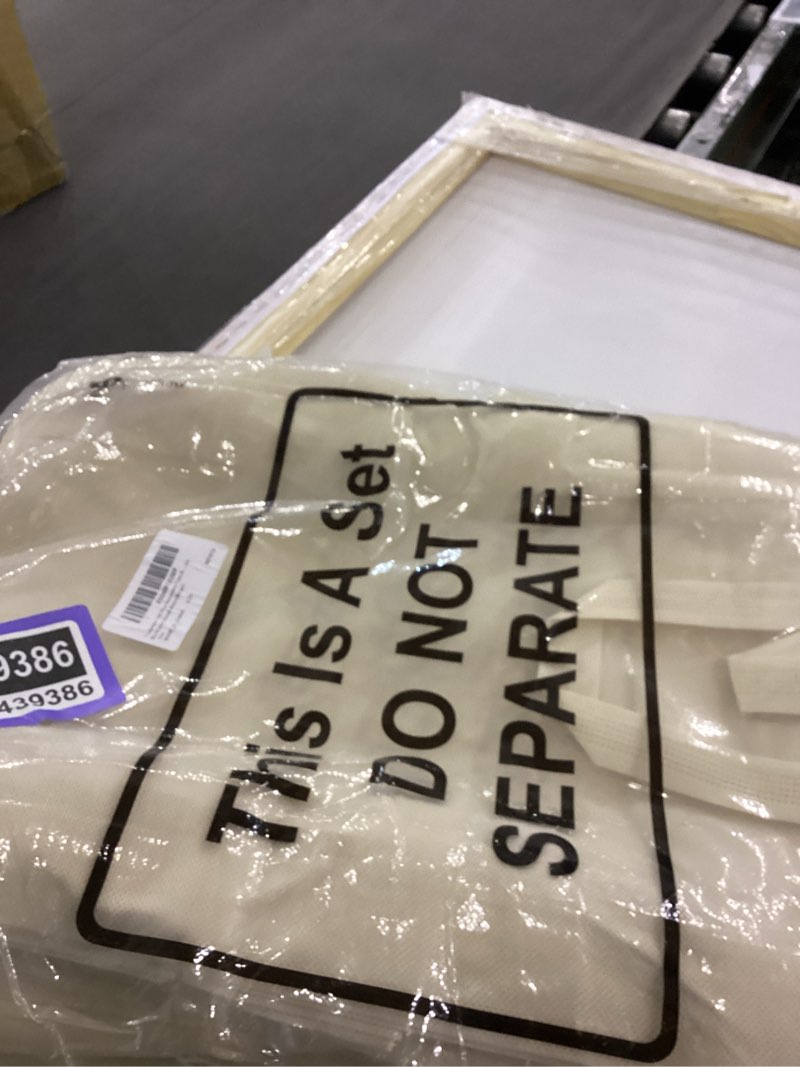 This Is A Set
DO NOT
SEPARATE
9386
439386